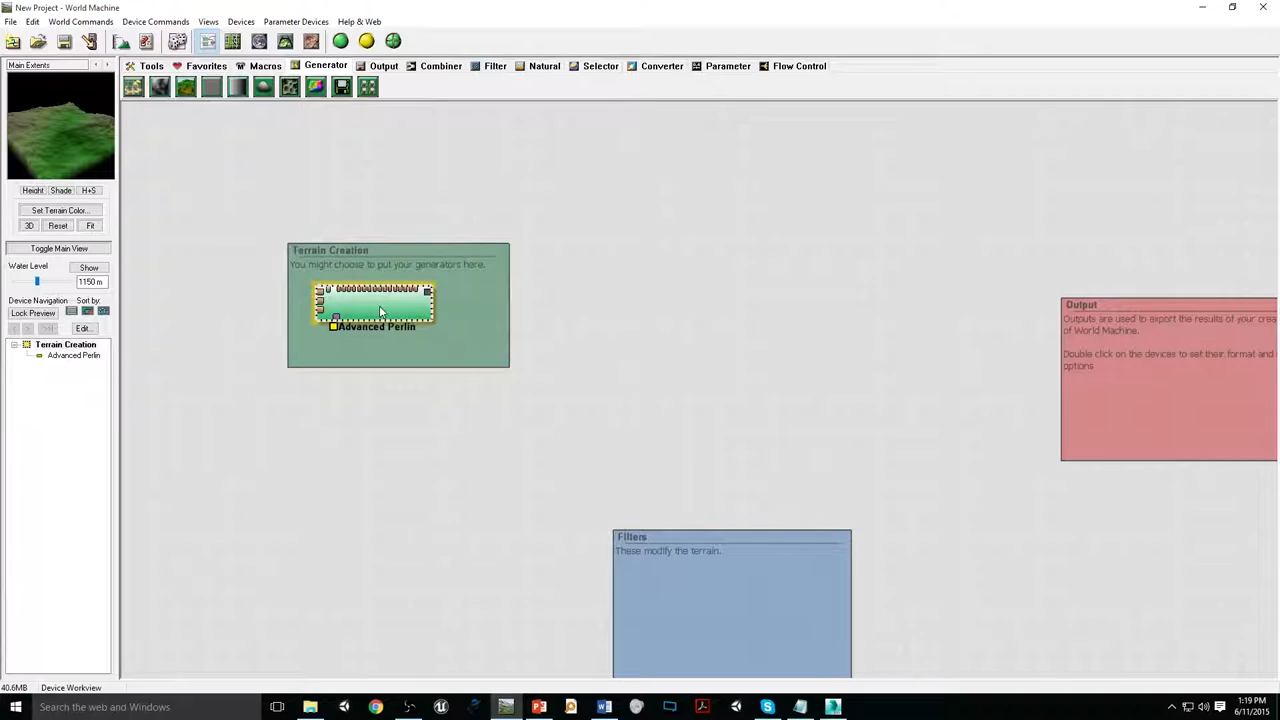 New Project - World Machine
File Edit World Commands Device Commands Views Devices Parameter Devices Help & Web
Main Extents
Tools Favorites Macros Generator Output Combiner Filter Natural Selector Converter Parameter Flow Control
Height Shade H+S
Set Terrain Color...
3D Reset Fit
Toggle Main View
Water Level Show
1150 m
Device Navigation Sort by:
Lock Preview
Edit...
Terrain Creation
Advanced Perlin
Terrain Creation
You might choose to put your generators here.
Advanced Perlin
Output
Outputs are used to export the results of your crea
of World Machine.
Double click on the devices to set their format and
options
Filters
These modify the terrain.
40.6MB Device Workview
Search the web and Windows
1:19 PM
6/11/2015